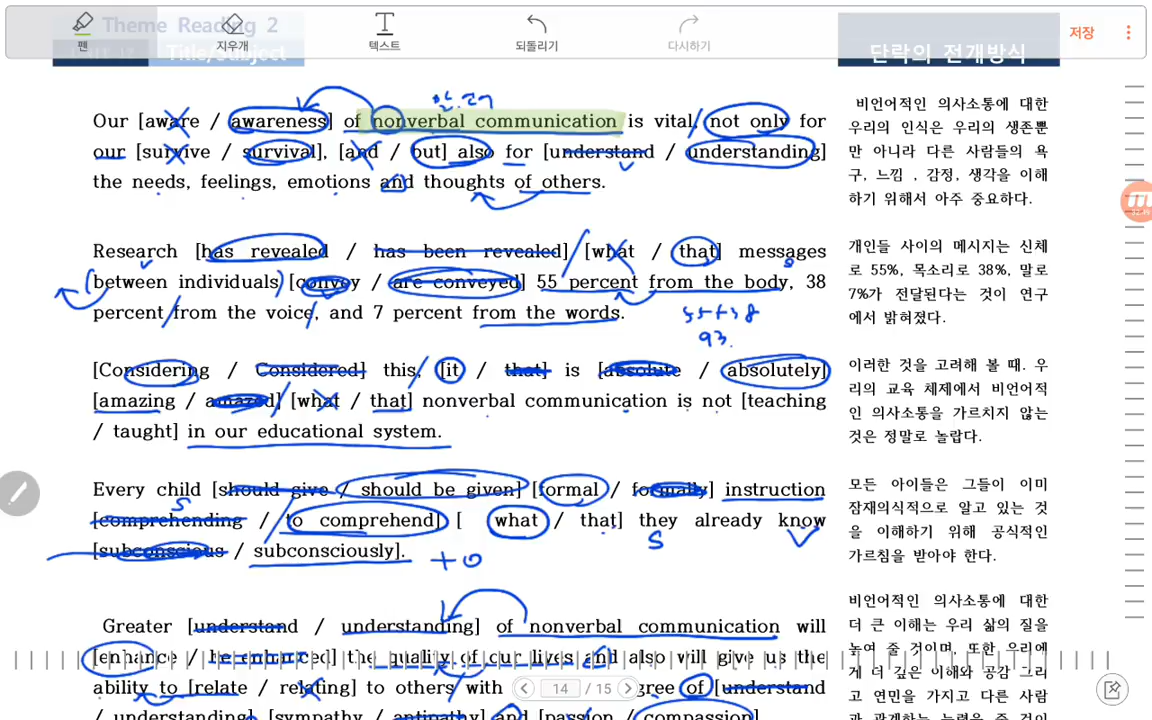 Theme Reading 2
Title/Subject
단락의 전개방식
저장
펜
지우개
텍스트
되돌리기
다시하기
Our [aware / awareness] of nonverbal communication is vital, not only for
our [survive / survival], [and / but] also for [understand / understanding]
the needs, feelings, emotions and thoughts of others.
비언어적인 의사소통에 대한
우리의 인식은 우리의 생존뿐
만 아니라 다른 사람들의 욕
구, 느낌 , 감정, 생각을 이해
하기 위해서 아주 중요하다.
Research [has revealed / has been revealed] [what / that] messages
between individuals [convey / are conveyed] 55 percent from the body, 38
percent from the voice, and 7 percent from the words.
55+38
93.
개인들 사이의 메시지는 신체
로 55%, 목소리로 38%, 말로
7%가 전달된다는 것이 연구
에서 밝혀졌다.
[Considering / Considered] this, [it / that] is [absolute / absolutely]
[amazing / amazed] [what / that] nonverbal communication is not [teaching
/ taught] in our educational system.
이러한 것을 고려해 볼 때. 우
리의 교육 체제에서 비언어적
인 의사소통을 가르치지 않는
것은 정말로 놀랍다.
Every child [should give / should be given] [formal / formally] instruction
[comprehending / to comprehend] [ what / that] they already know
[subconscious / subconsciously].
S
S
V
+O
모든 아이들은 그들이 이미
잠재의식적으로 알고 있는 것
을 이해하기 위해 공식적인
가르침을 받아야 한다.
Greater [understand / understanding] of nonverbal communication will
[enhance / be enhanced] the quality of our lives and also will give us the
ability to [relate / relating] to others with gree of [understand
/ understanding] [sympathy / antipathy] and [passion / compassion]
14 / 15
비언어적인 의사소통에 대한
더 큰 이해는 우리 삶의 질을
높여 줄 것이며, 또한 우리에
게 더 깊은 이해와 공감 그리
고 연민을 가지고 다른 사람
과 관계하는 능력을 줄 것이